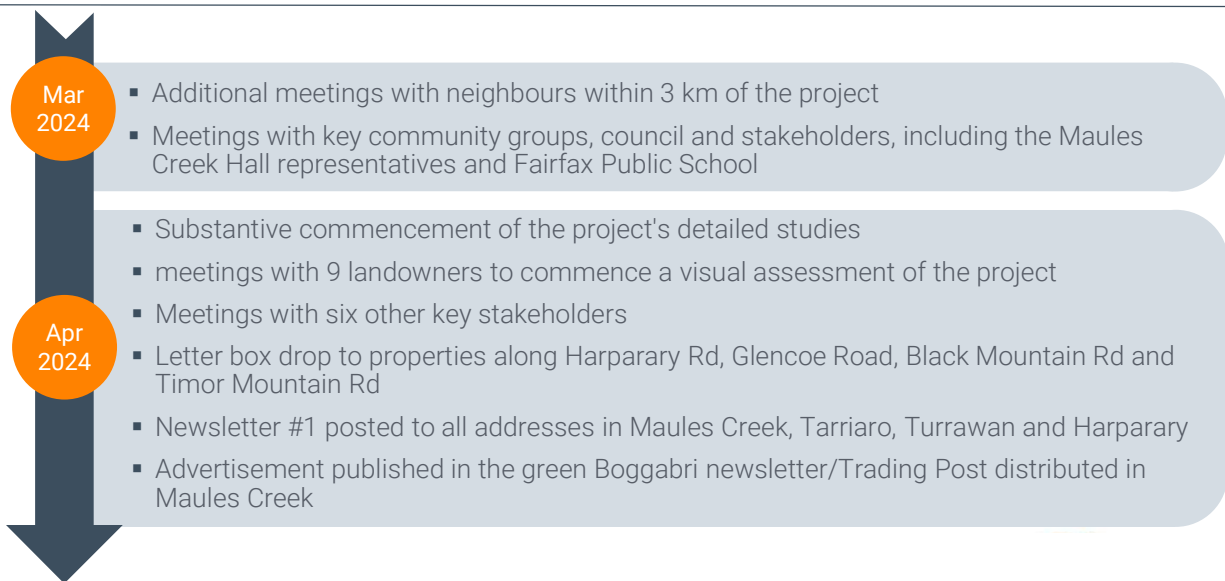 Mar
2024
▪ Additional meetings with neighbours within 3 km of the project
▪ Meetings with key community groups, council and stakeholders, including the Maules
Creek Hall representatives and Fairfax Public School
Apr
2024
▪ Substantive commencement of the project's detailed studies
▪ meetings with 9 landowners to commence a visual assessment of the project
▪ Meetings with six other key stakeholders
▪ Letter box drop to properties along Harparary Rd, Glencoe Road, Black Mountain Rd and
Timor Mountain Rd
▪ Newsletter #1 posted to all addresses in Maules Creek, Tarriaro, Turrawan and Harparary
▪ Advertisement published in the green Boggabri newsletter/Trading Post distributed in
Maules Creek